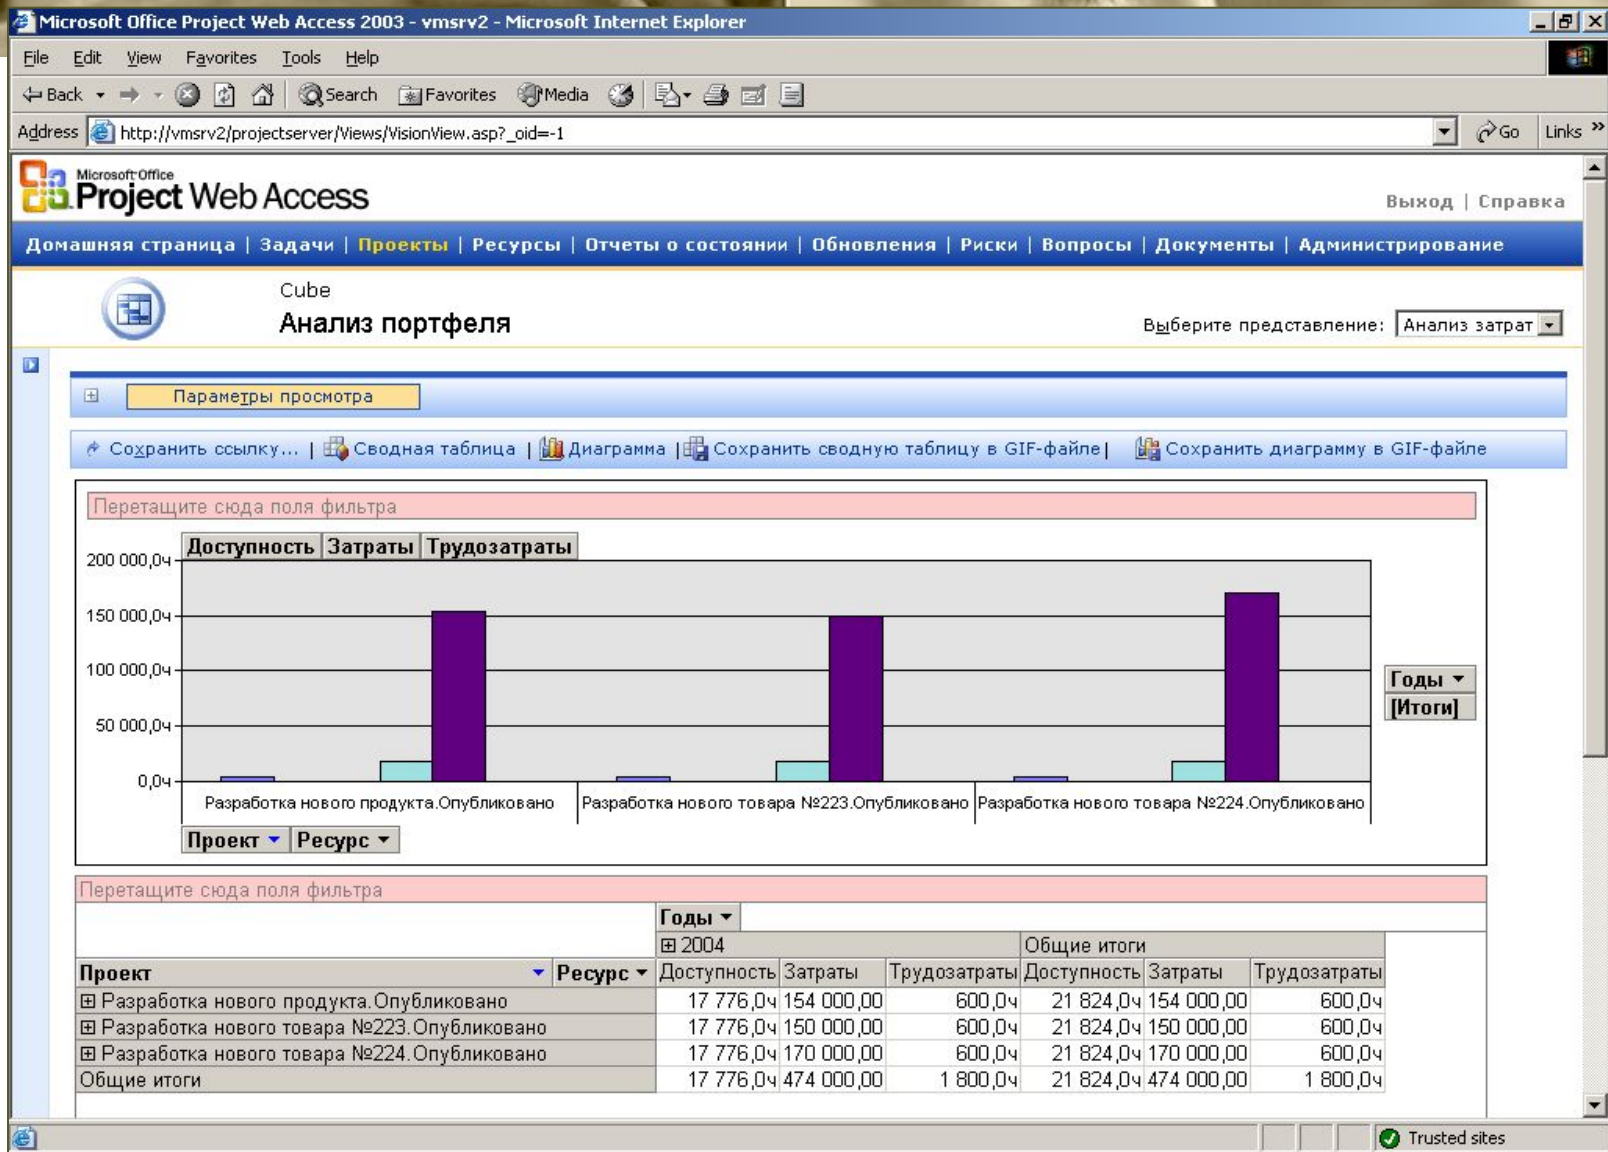 Microsoft Office Project Web Access 2003 - vmsrv2 - Microsoft Internet Explorer
File Edit View Favorites Tools Help
Back Search Favorites Media
Address http://vmsrv2/projectserver/Views/VisionView.asp?_oid=-1 Go Links »
Microsoft Office
Project Web Access
Выход | Справка
Домашняя страница | Задачи | Проекты | Ресурсы | Отчеты о состоянии | Обновления | Риски | Вопросы | Документы | Администрирование
Cube
Анализ портфеля
Выберите представление: Анализ затрат
Параметры просмотра
Сохранить ссылку... | Сводная таблица | Диаграмма | Сохранить сводную таблицу в GIF-файле | Сохранить диаграмму в GIF-файле
Перетащите сюда поля фильтра
Доступность Затраты Трудозатраты
200 000,0ч
150 000,0ч
100 000,0ч
50 000,0ч
0,0ч
Годы
[Итоги]
Разработка нового продукта.Опубликовано Разработка нового товара №223.Опубликовано Разработка нового товара №224.Опубликовано
Проект Ресурс
Перетащите сюда поля фильтра
Годы
2004 Общие итоги
Проект Ресурс Доступность Затраты Трудозатраты Доступность Затраты Трудозатраты
Разработка нового продукта.Опубликовано 17 776,0ч 154 000,00 600,0ч 21 824,0ч 154 000,00 600,0ч
Разработка нового товара №223.Опубликовано 17 776,0ч 150 000,00 600,0ч 21 824,0ч 150 000,00 600,0ч
Разработка нового товара №224.Опубликовано 17 776,0ч 170 000,00 600,0ч 21 824,0ч 170 000,00 600,0ч
Общие итоги 17 776,0ч 474 000,00 1 800,0ч 21 824,0ч 474 000,00 1 800,0ч
Trusted sites